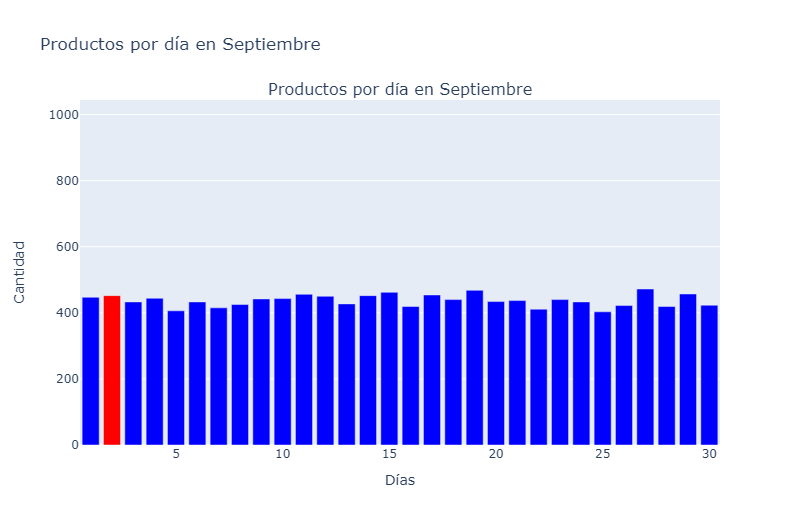 Productos por día en Septiembre
Productos por día en Septiembre
1000
800
600
400
200
0
Cantidad
5 10 15 20 25 30
Días